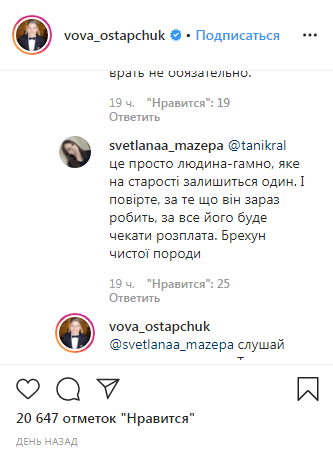 vova_ostapchuk • Подписаться
врать не обязательно.
19 ч. "Нравится": 19
Ответить
svetlanaa_mazepa @tanikral
це просто людина-гамно, яке
на старості залишиться один. І
повірте, за те що він зараз
робить, за все його буде
чекати розплата. Брехун
чистої породи
19 ч. "Нравится": 25
Ответить
vova_ostapchuk
@svetlanaa_mazepa слушай
20 647 отметок "Нравится"
ДЕНЬ НАЗАД